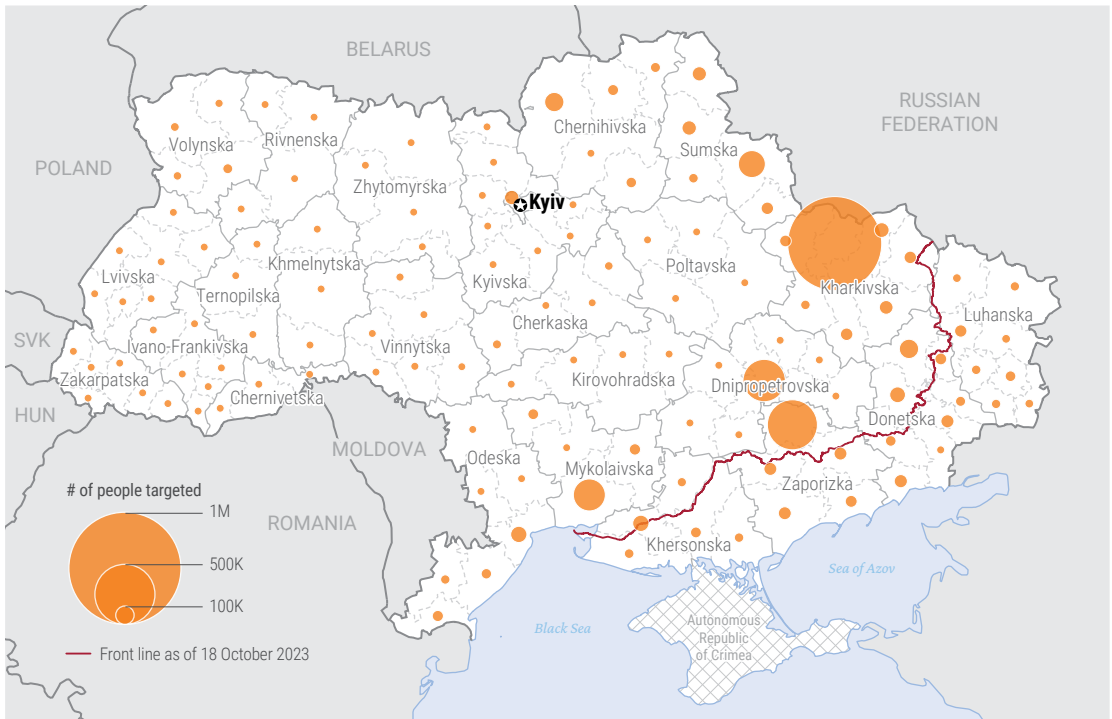 BELARUS
RUSSIAN
FEDERATION
POLAND
Volynska
Rivnenska
Chernihivska
Sumska
Zhytomyrska
Kyiv
Lvivska
Khmelnytska
Ternopilska
Kyivska
Poltavska
Kharkivska
Cherkaska
Luhanska
SVK
Ivano-Frankivska
Vinnytska
Zakarpatska
Chernivetska
Kirovohradska
Dnipropetrovska
HUN
Donetska
MOLDOVA
Odeska
Mykolaivska
Zaporizka
# of people targeted
1M
ROMANIA
500K
100K
Khersonska
Sea of Azov
Black Sea
Autonomous
Republic
of Crimea
Front line as of 18 October 2023